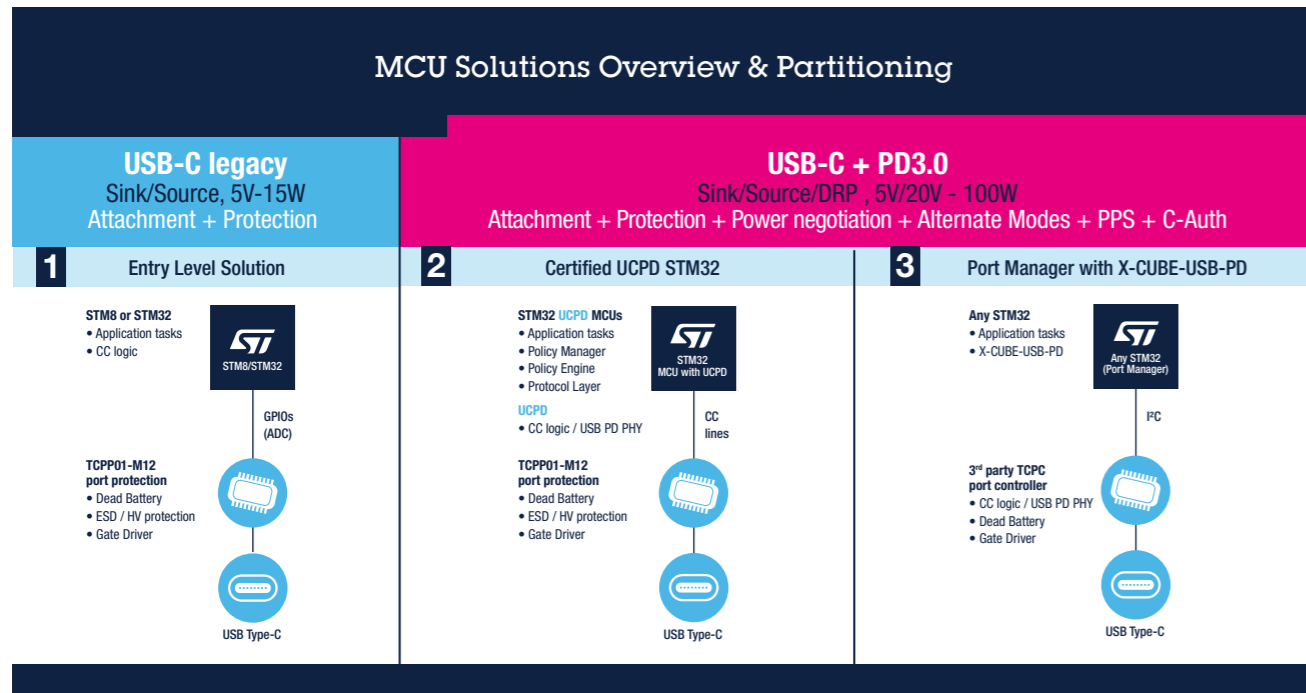 MCU Solutions Overview & Partitioning
USB-C legacy
Sink/Source, 5V-15W
Attachment + Protection
USB-C + PD3.0
Sink/Source/DRP , 5V/20V - 100W
Attachment + Protection + Power negotiation + Alternate Modes + PPS + C-Auth
1
Entry Level Solution
2
Certified UCPD STM32
3
Port Manager with X-CUBE-USB-PD
STM8 or STM32
• Application tasks
• CC logic
ST
STM8/STM32
GPIOs
(ADC)
TCPP01-M12
port protection
• Dead Battery
• ESD / HV protection
• Gate Driver
USB Type-C
STM32 UCPD MCUs
• Application tasks
• Policy Manager
• Policy Engine
• Protocol Layer
UCPD
• CC logic / USB PD PHY
ST
STM32
MCU with UCPD
CC
lines
TCPP01-M12
port protection
• Dead Battery
• ESD / HV protection
• Gate Driver
USB Type-C
Any STM32
• Application tasks
• X-CUBE-USB-PD
ST
Any STM32
(Port Manager)
I²C
3rd party TCPC
port controller
• CC logic / USB PD PHY
• Dead Battery
• Gate Driver
USB Type-C